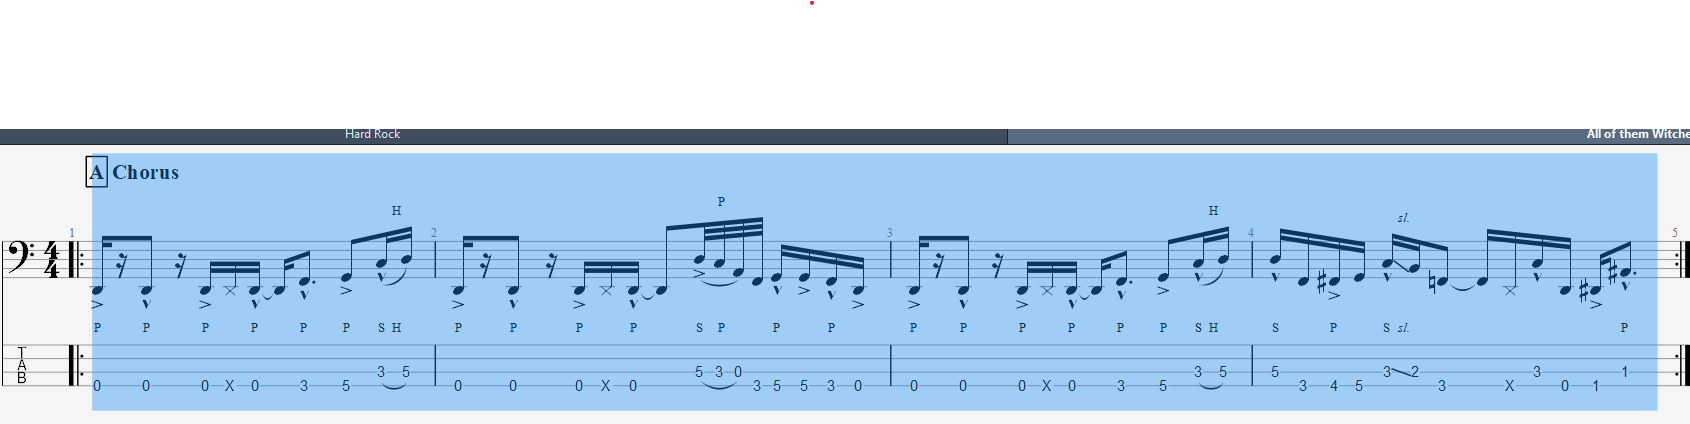 Hard Rock
All of them Witche
A Chorus
H P H sl.
1 2 3 4 5
4
4
P P P P P P S H P P P P S P P P P P P P P P S H S P S sl. P
T 3 5 5 3 0 3 5 5 3 2 3 1
A
B 0 0 0 X 0 3 5 0 0 0 X 0 3 5 5 3 0 0 0 0 X 0 3 5 3 4 5 3 X 0 1